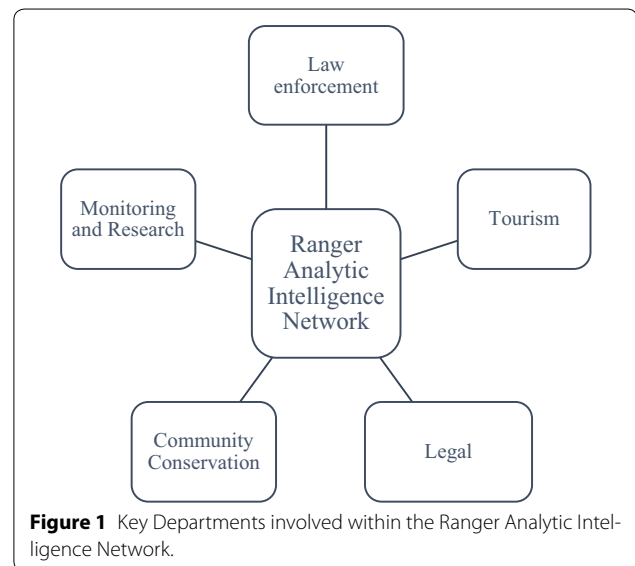 Law
enforcement
Monitoring
and Research
Tourism
Ranger
Analytic
Intelligence
Network
Community
Conservation
Legal
Figure 1 Key Departments involved within the Ranger Analytic Intel-
ligence Network.